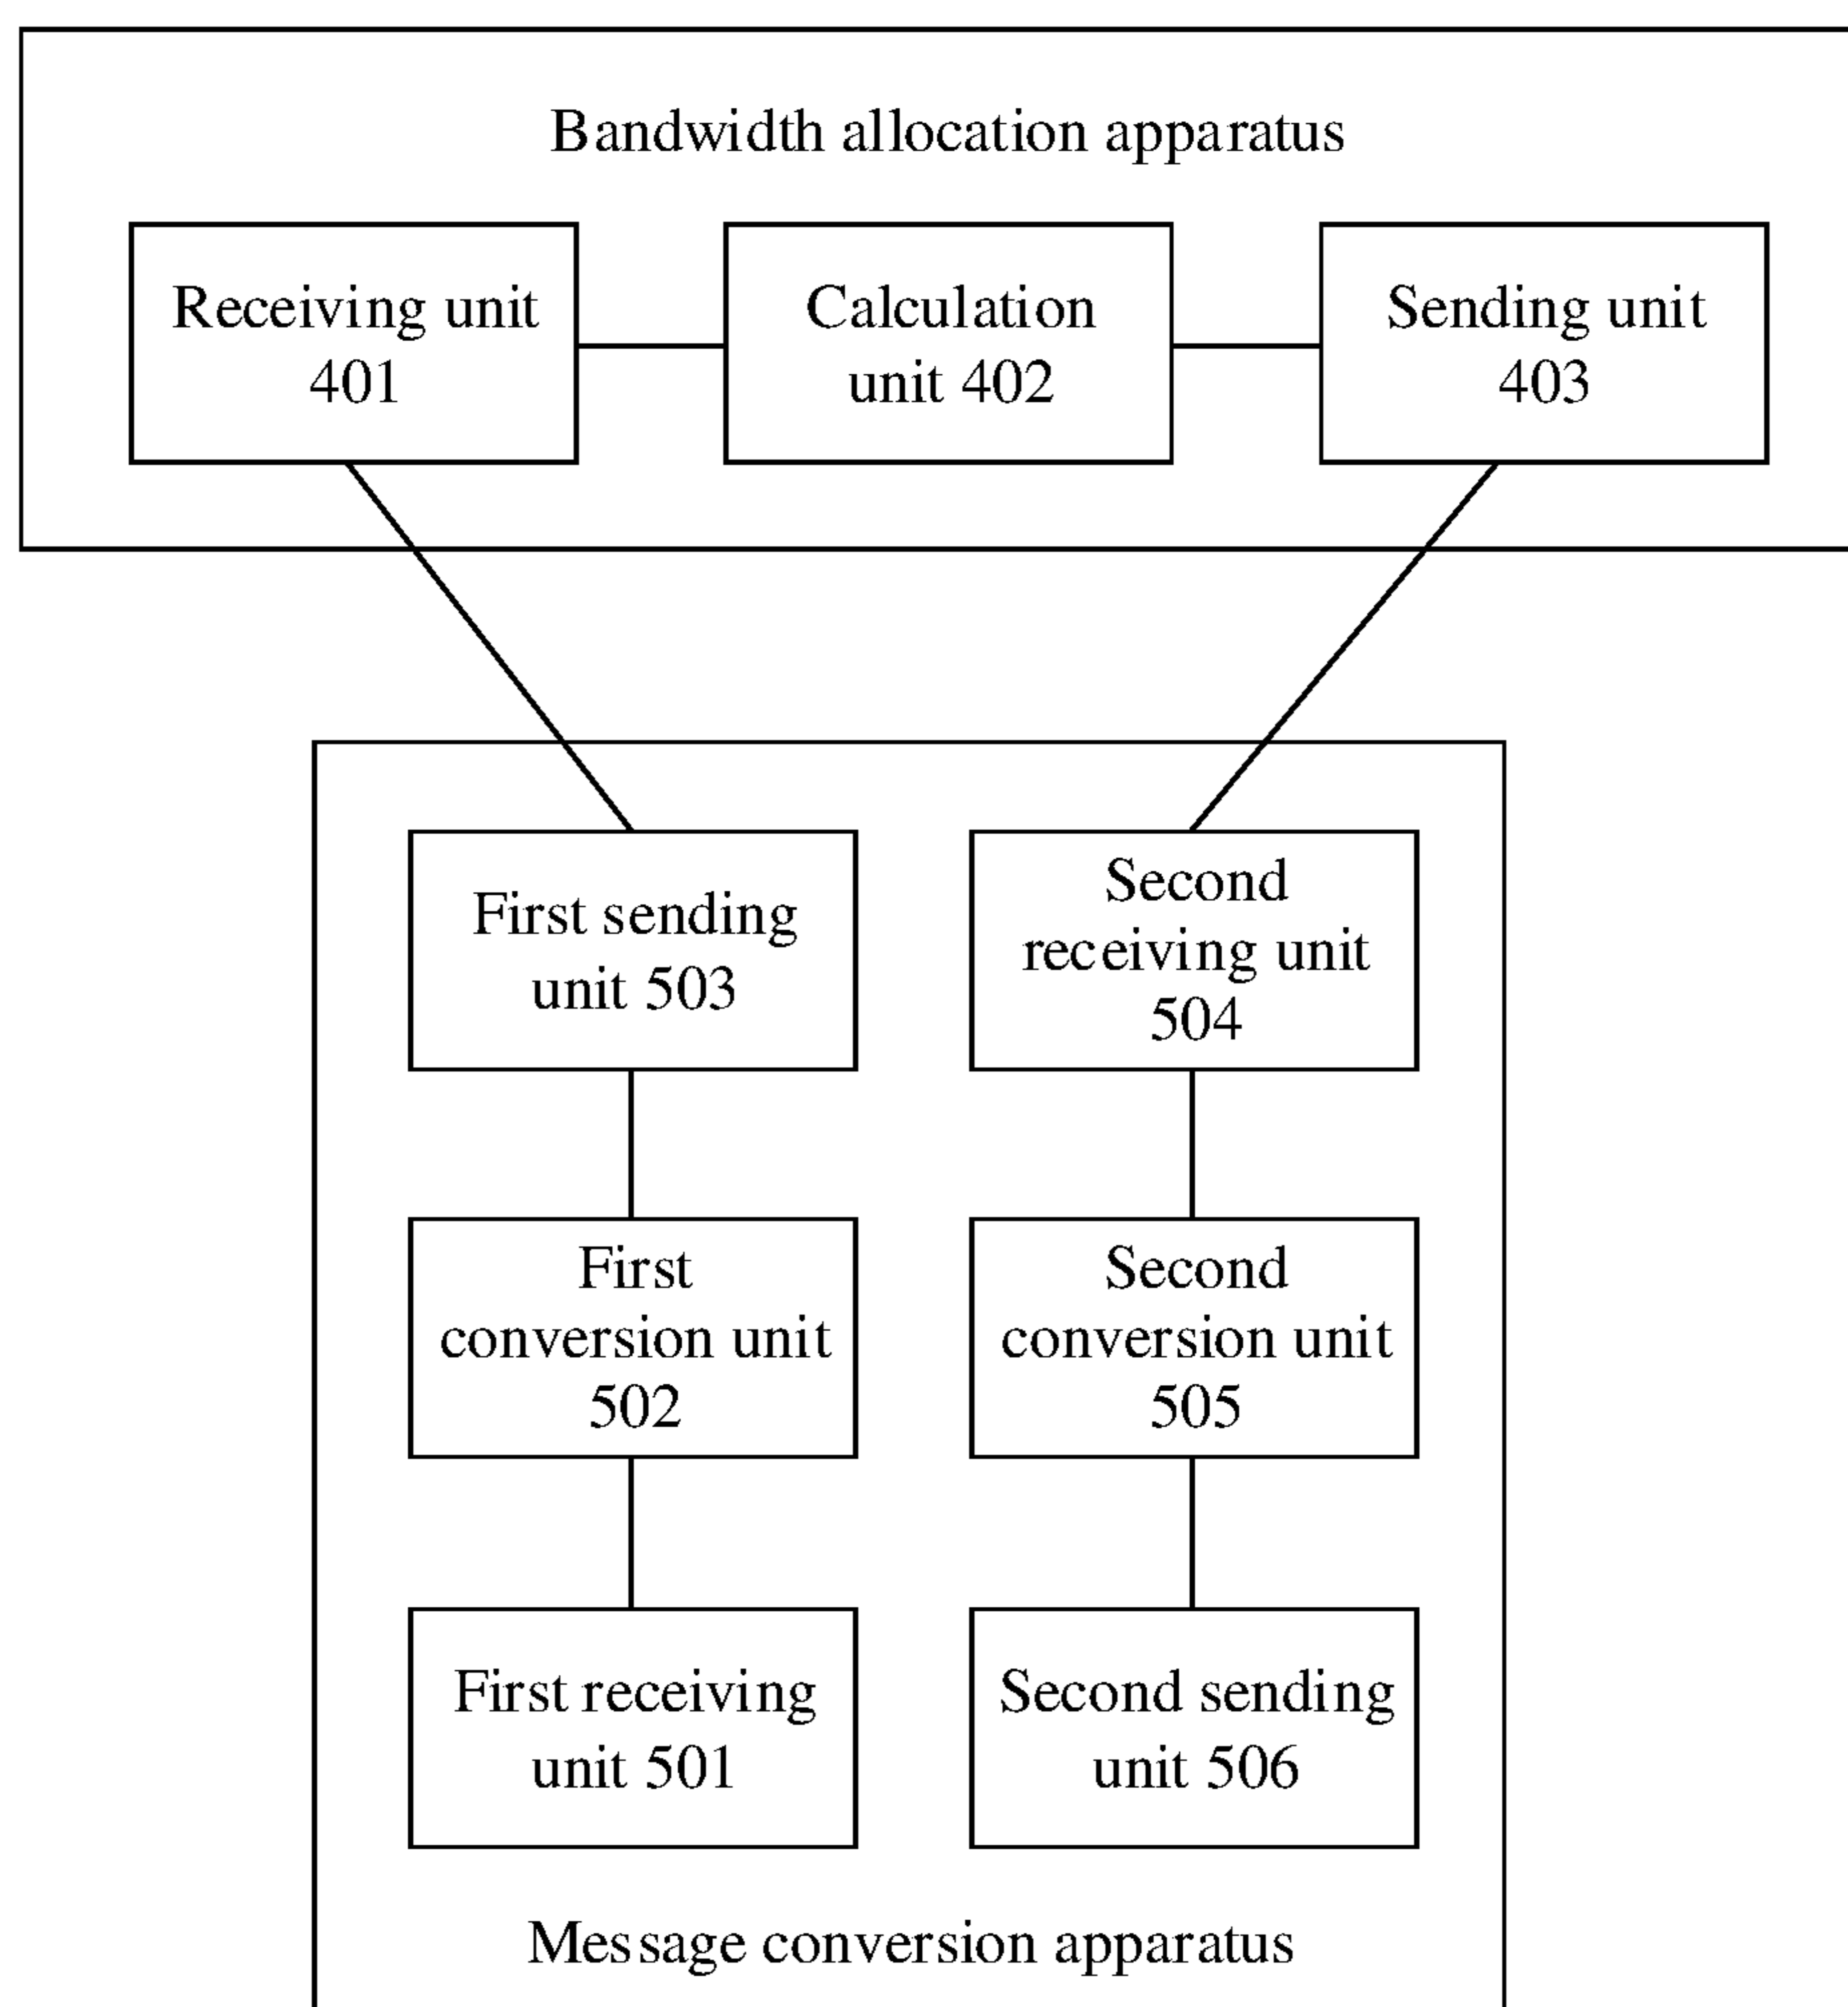 Bandwidth allocation apparatus
Receiving unit
401
Calculation
unit 402
Sending unit
403
First sending
unit 503
Second
receiving unit
504
First
conversion unit
502
Second
conversion unit
505
First receiving
unit 501
Second sending
unit 506
Message conversion apparatus